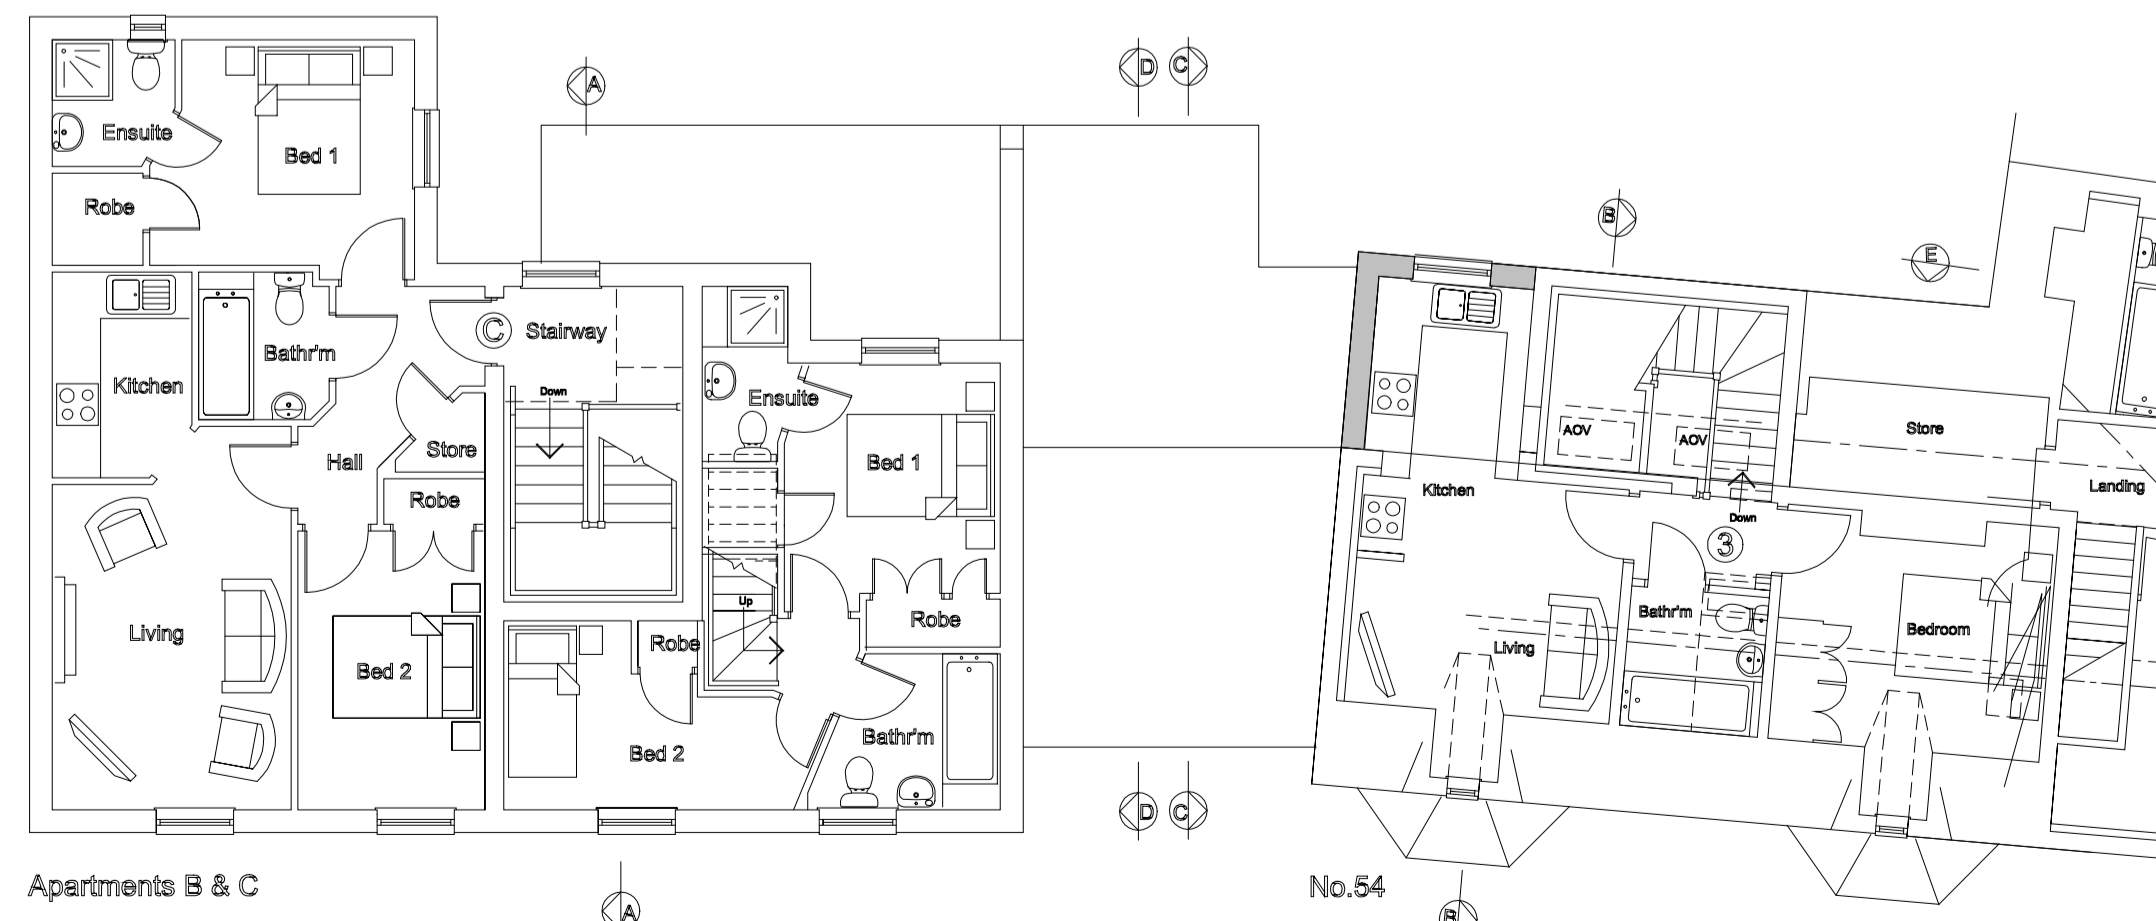 A
D C
Ensuite
Bed 1
Robe
B
E
C Stairway
Bathr'm
Kitchen
Down
Ensuite
Hall
Store
Bed 1
Robe
AOV
AOV
Store
Kitchen
Landing
Down
3
Living
Up
Robe
Robe
Bed 2
Bathr'm
Living
Bedroom
Bed 2
Bathr'm
D C
Apartments B & C
No.54
A
B